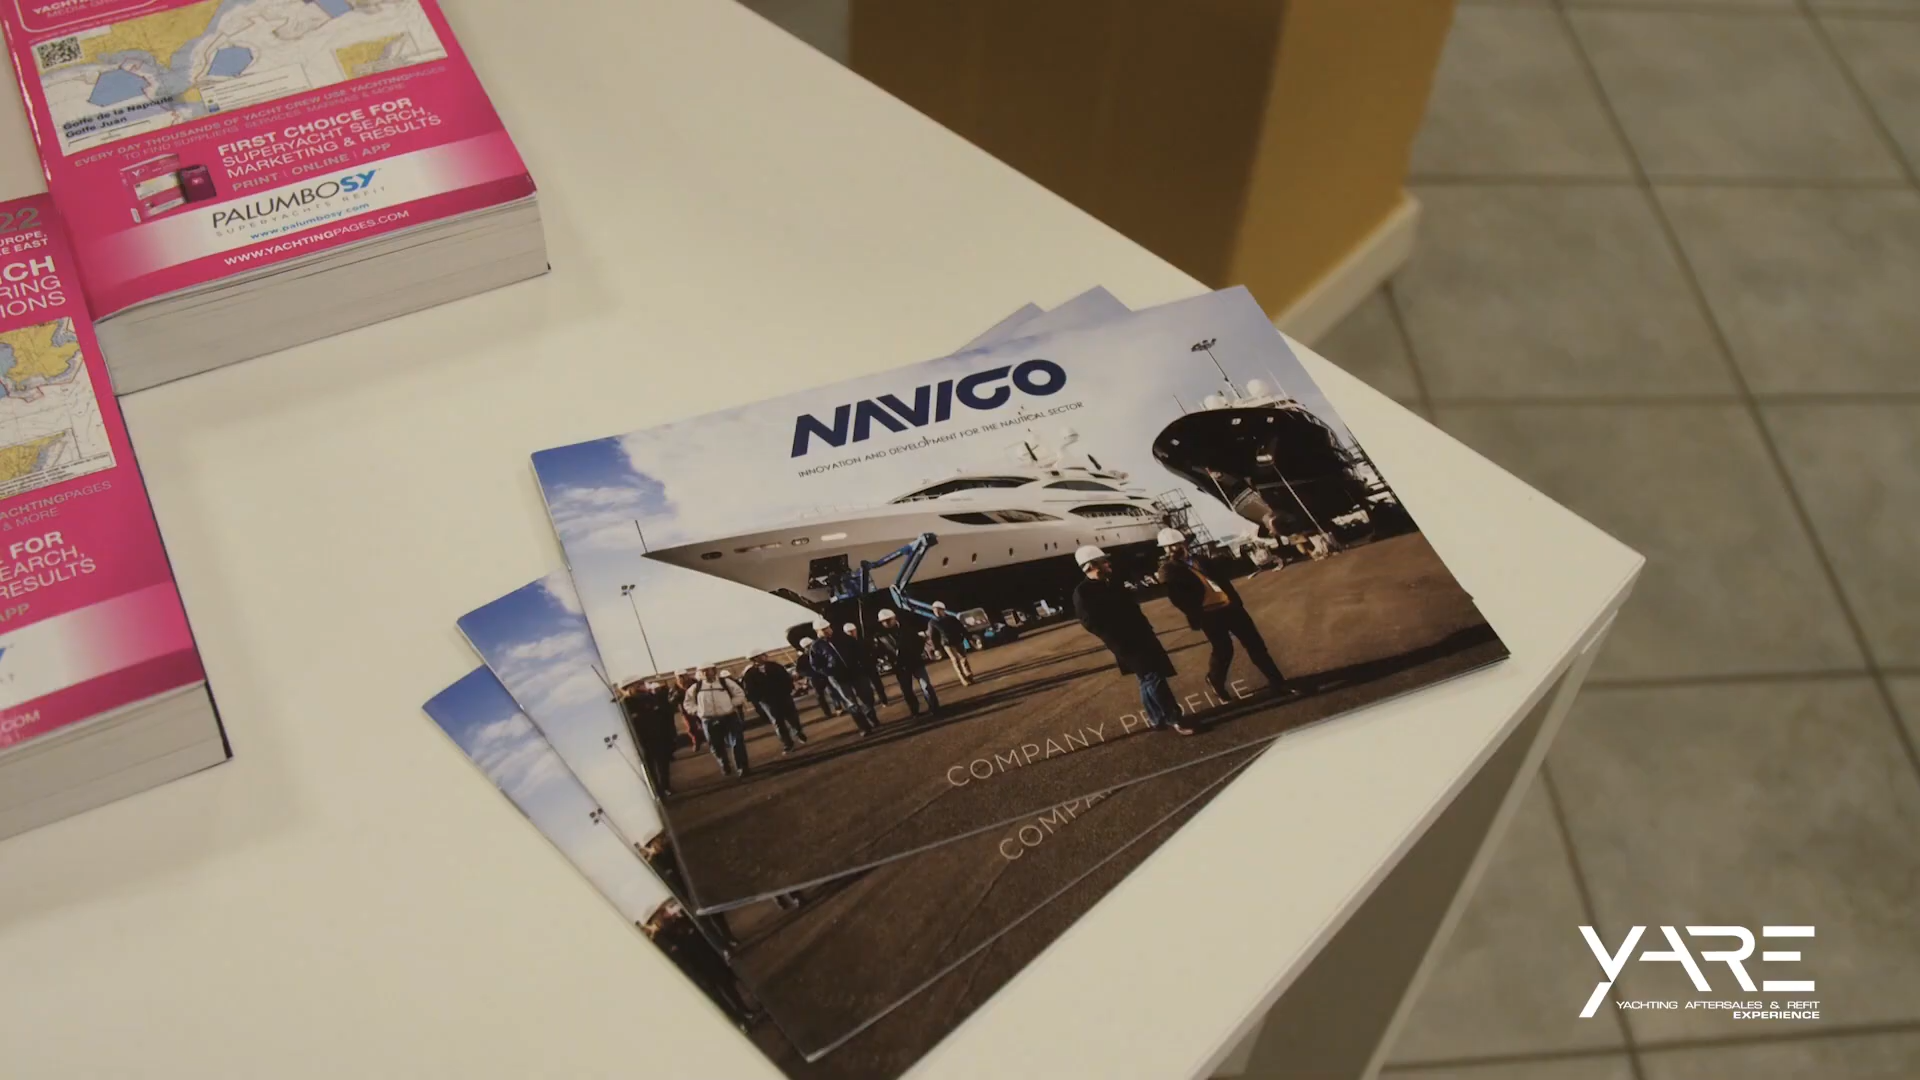 YACHTING
MEDIA
Golfe de la Napoule
Golfe Juan
EVERY DAY THOUSANDS OF YACHT CREW USE YACHTINGPAGES
TO FIND SUPPLIERS, SERVICES, MARINAS & MORE
FIRST CHOICE FOR
SUPERYACHT SEARCH,
MARKETING & RESULTS
PRINT | ONLINE | APP
PALUMBOSY
SUPERYACHTS REFIT
www.palumbosy.com
WWW.YACHTINGPAGES.COM
22
EUROPE,
E EAST
CH
RING
IONS
ACHTINGPAGES
& MORE
FOR
EARCH,
RESULTS
APP
.COM
NAVIGO
INNOVATION AND DEVELOPMENT FOR THE NAUTICAL SECTOR
COMPANY PROFILE
COMPA
YARE
YACHTING AFTERSALES & REFIT
EXPERIENCE